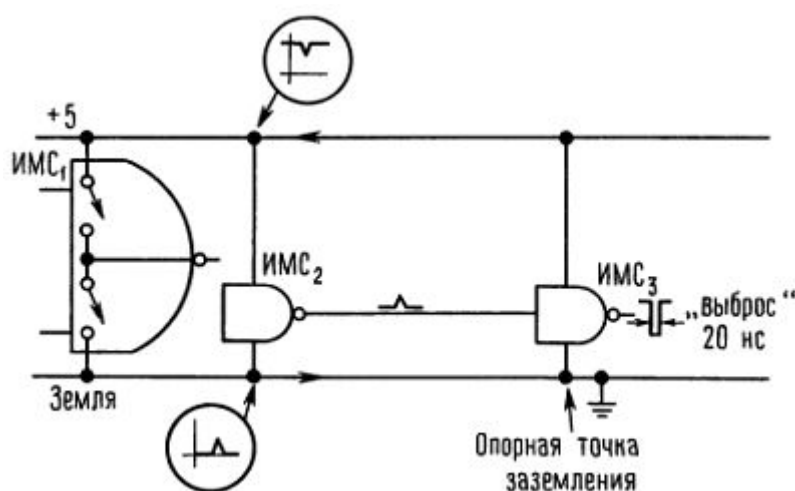 +5
ИМС₁
ИМС₂
ИМС₃
„выброс“
20 нс
Земля
Опорная точка
заземления